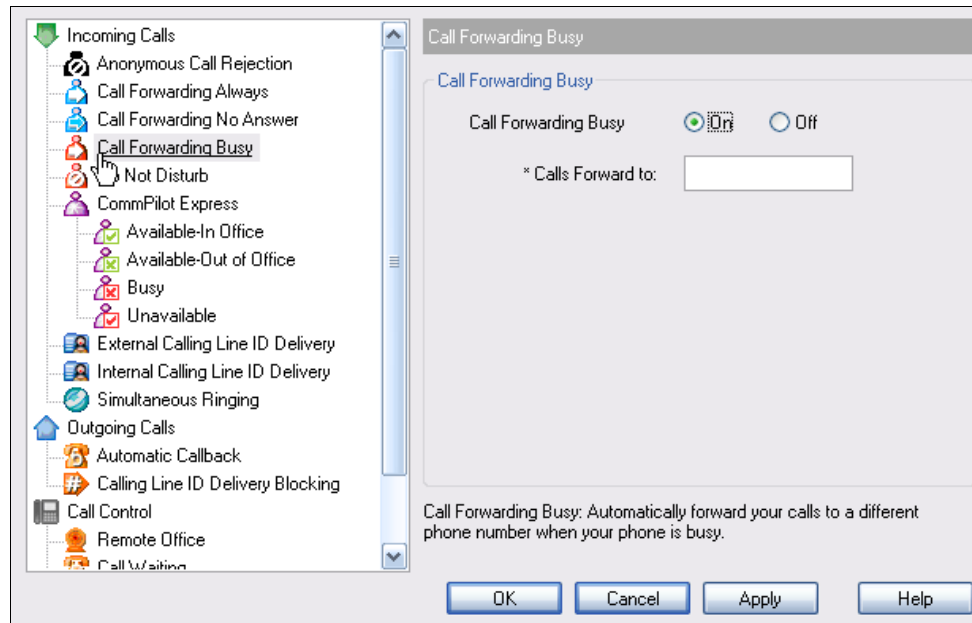 Incoming Calls
Anonymous Call Rejection
Call Forwarding Always
Call Forwarding No Answer
Call Forwarding Busy
Not Disturb
CommPilot Express
Available-In Office
Available-Out of Office
Busy
Unavailable
External Calling Line ID Delivery
Internal Calling Line ID Delivery
Simultaneous Ringing
Outgoing Calls
Automatic Callback
Calling Line ID Delivery Blocking
Call Control
Remote Office
Call Waiting
Call Forwarding Busy
Call Forwarding Busy
Call Forwarding Busy On Off
* Calls Forward to:
Call Forwarding Busy: Automatically forward your calls to a different
phone number when your phone is busy.
OK Cancel Apply Help